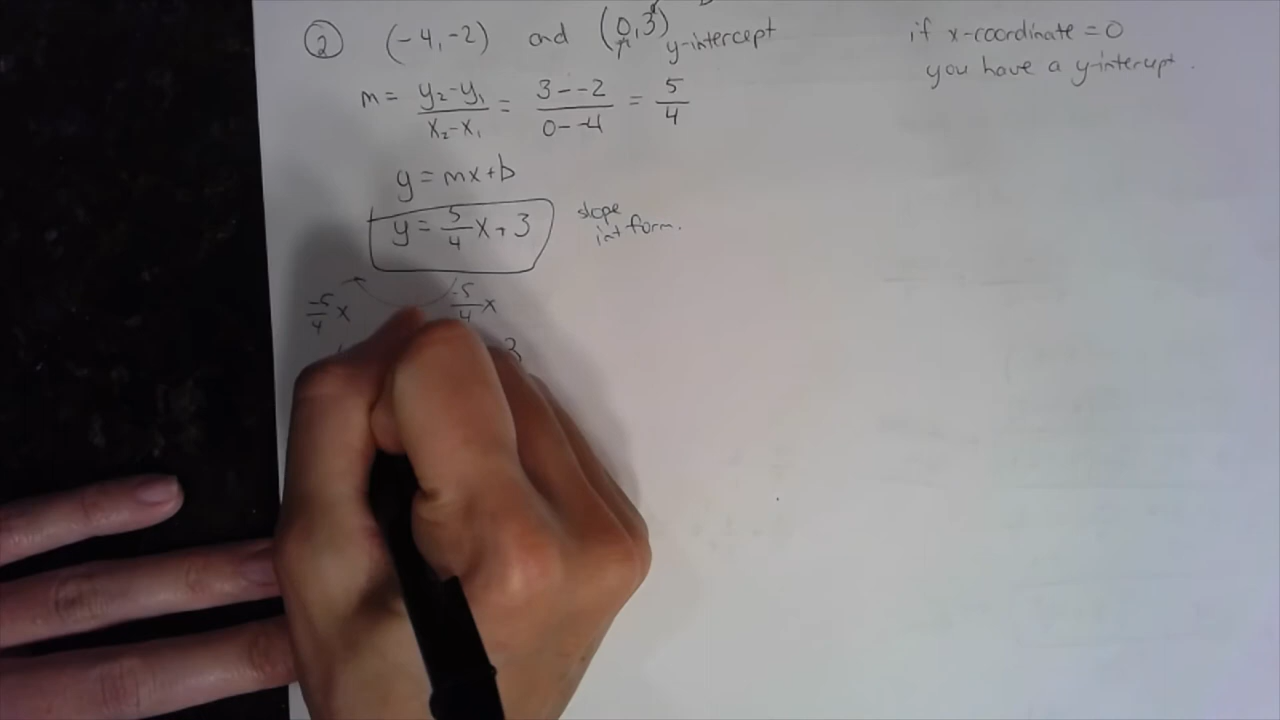 ② (-4,-2) and (0,3) y-intercept
if x-coordinate = 0
you have a y-intercept.
m = y₂-y₁/x₂-x₁ = 3--2/0--4 = 5/4
y = mx+b
y = 5/4 x + 3
slope
int form.
-5/4 x -5/4 x
3